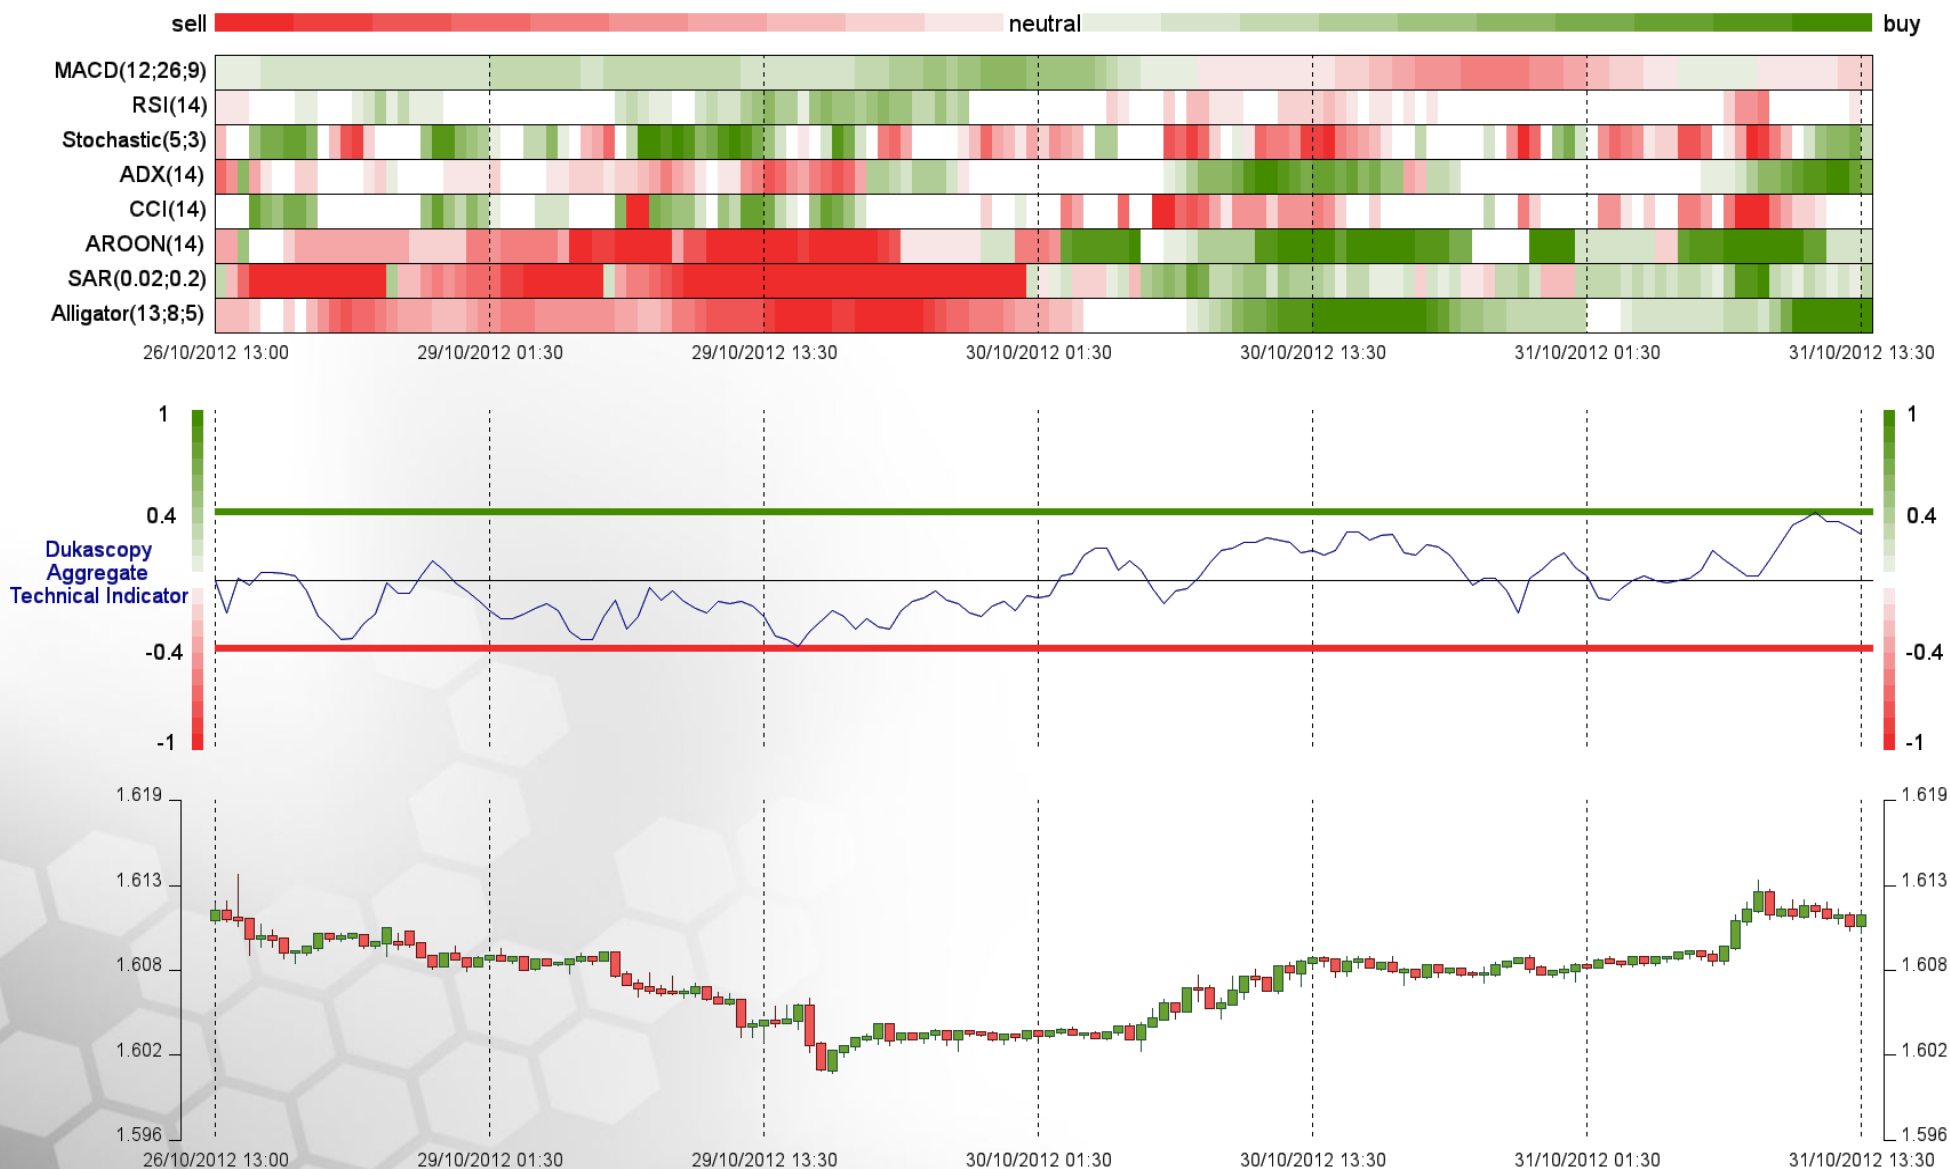 sell neutral buy
MACD(12;26;9)
RSI(14)
Stochastic(5;3)
ADX(14)
CCI(14)
AROON(14)
SAR(0.02;0.2)
Alligator(13;8;5)
26/10/2012 13:00 29/10/2012 01:30 29/10/2012 13:30 30/10/2012 01:30 30/10/2012 13:30 31/10/2012 01:30 31/10/2012 13:30
1 1
0.4 0.4
Dukascopy
Aggregate
Technical Indicator
-0.4 -0.4
-1 -1
1.619 1.619
1.613 1.613
1.608 1.608
1.602 1.602
1.596 1.596
26/10/2012 13:00 29/10/2012 01:30 29/10/2012 13:30 30/10/2012 01:30 30/10/2012 13:30 31/10/2012 01:30 31/10/2012 13:30